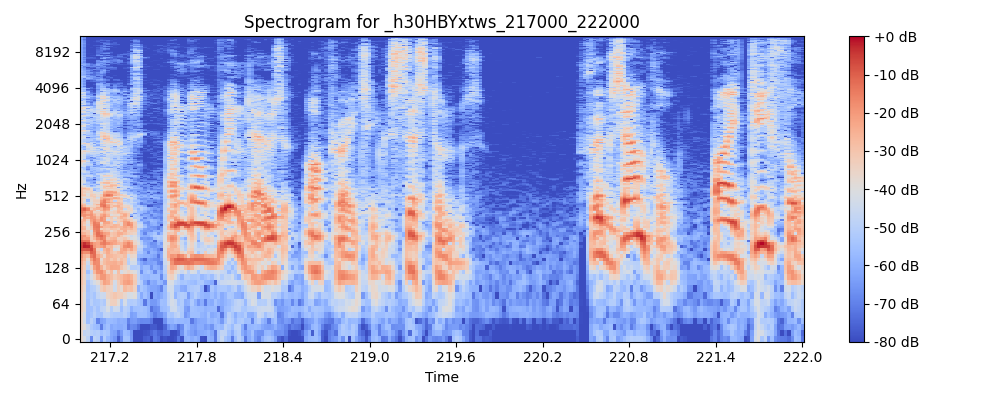 Spectrogram for _h30HBYxtws_217000_222000
8192
4096
2048
1024
512
256
128
64
0
Hz
217.2 217.8 218.4 219.0 219.6 220.2 220.8 221.4 222.0
Time
+0 dB
-10 dB
-20 dB
-30 dB
-40 dB
-50 dB
-60 dB
-70 dB
-80 dB